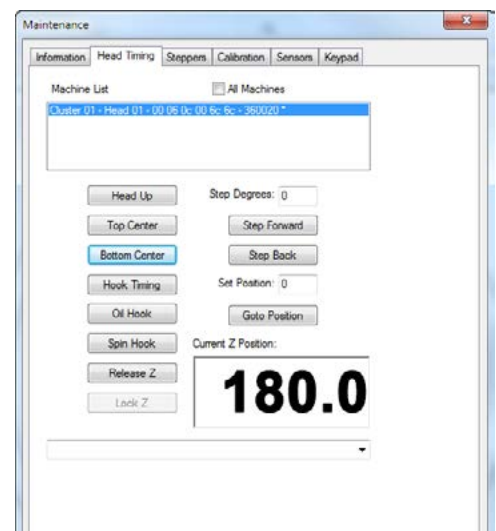 Maintenance
Information Head Timing Steppers Calibration Sensors Keypad
Machine List All Machines
Cluster 01 - Head 01 - 00 06 0c 00 6c 6c - 360020 *
Head Up Step Degrees: 0
Top Center Step Forward
Bottom Center Step Back
Hook Timing Set Position: 0
Oil Hook Goto Position
Spin Hook Current Z Position:
Release Z 180.0
Lock Z